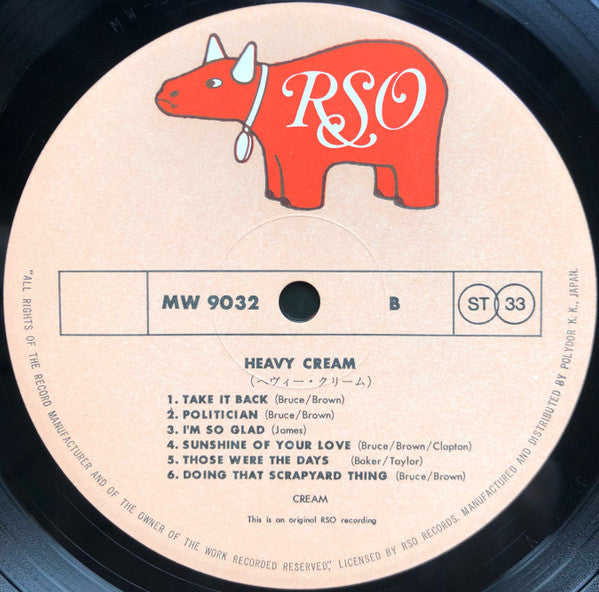 RSO
MW 9032 B ST 33
HEAVY CREAM
(ヘヴィー・クリーム)
1. TAKE IT BACK (Bruce/Brown)
2. POLITICIAN (Bruce/Brown)
3. I'M SO GLAD (James)
4. SUNSHINE OF YOUR LOVE (Bruce/Brown/Clapton)
5. THOSE WERE THE DAYS (Baker/Taylor)
6. DOING THAT SCRAPYARD THING (Bruce/Brown)
CREAM
This is an original RSO recording
"ALL RIGHTS OF THE RECORD MANUFACTURER AND OF THE OWNER OF THE WORK RECORDED RESERVED," LICENSED BY RSO RECORDS. MANUFACTURED AND DISTRIBUTED BY POLYDOR K. K., JAPAN.